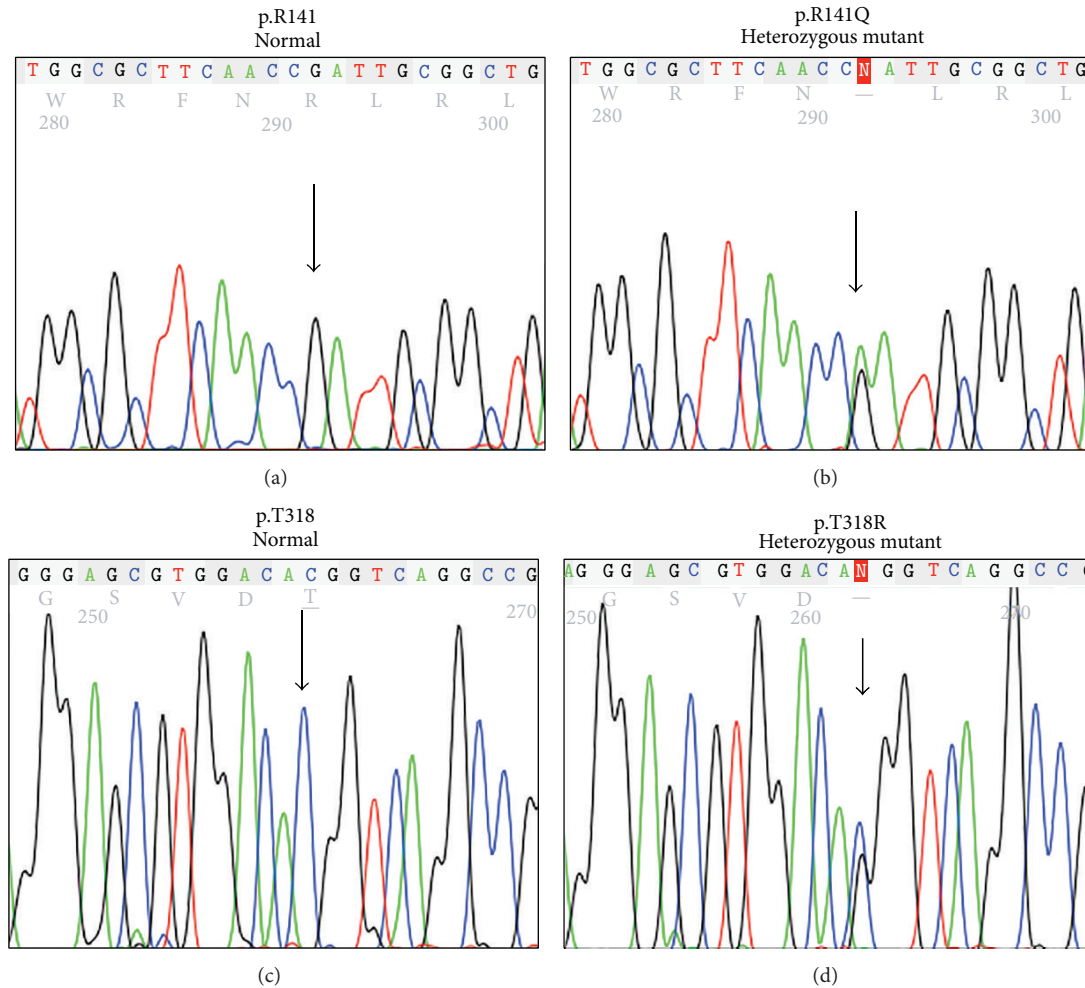 p.R141
Normal
T G G C G C T T C A A C C G A T T G C G G C T G
W R F N R L R L
280 290 300
(a)
p.R141Q
Heterozygous mutant
T G G C G C T T C A A C C N A T T G C G G C T G
W R F N — L R L
280 290 300
(b)
p.T318
Normal
G G G A G C G T G G A C A C G G T C A G G C C G
G S V D T
250 270
(c)
p.T318R
Heterozygous mutant
A G G G A G C G T G G A C A N G G T C A G G C C G
G S V D —
250 260 270
(d)